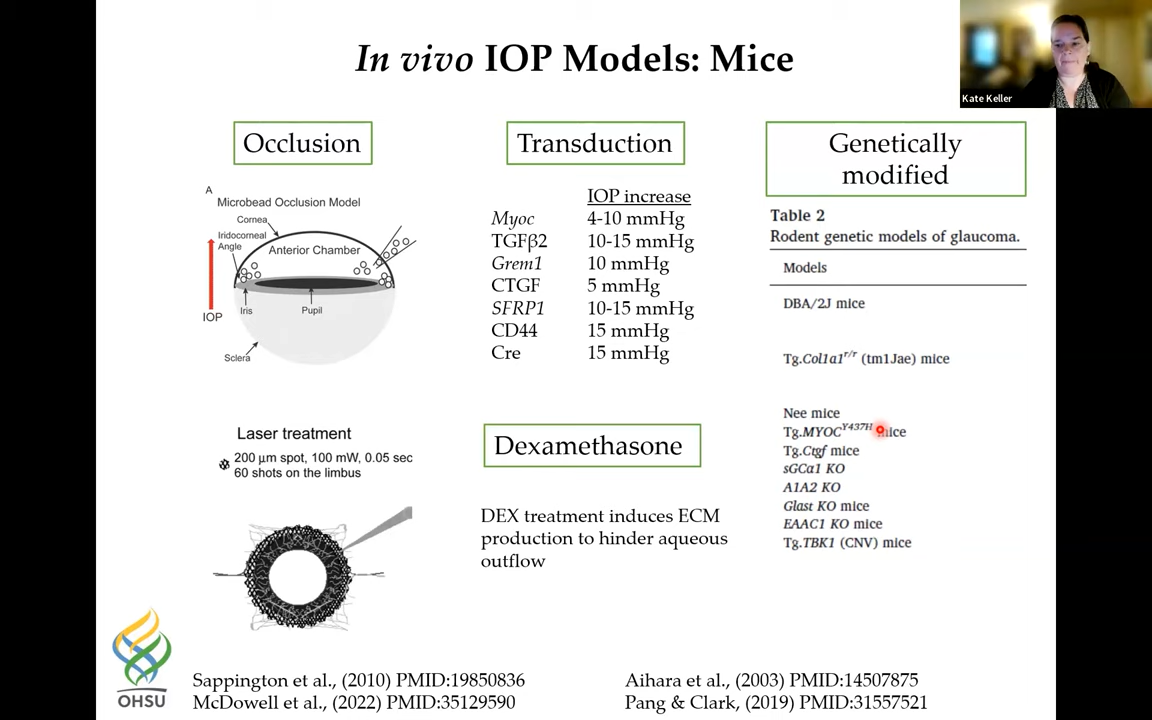 In vivo IOP Models: Mice
Kate Keller
Occlusion
A
Microbead Occlusion Model
Cornea
Iridocorneal
Angle
Anterior Chamber
IOP
Iris
Pupil
Sclera
Laser treatment
200 μm spot, 100 mW, 0.05 sec
60 shots on the limbus
Transduction
IOP increase
Myoc 4-10 mmHg
TGFβ2 10-15 mmHg
Grem1 10 mmHg
CTGF 5 mmHg
SFRP1 10-15 mmHg
CD44 15 mmHg
Cre 15 mmHg
Dexamethasone
DEX treatment induces ECM
production to hinder aqueous
outflow
Genetically
modified
Table 2
Rodent genetic models of glaucoma.
Models
DBA/2J mice
Tg.Col1a1r/r (tm1Jae) mice
Nee mice
Tg.MYOCY437H mice
Tg.Ctgf mice
sGCα1 KO
A1A2 KO
Glast KO mice
EAAC1 KO mice
Tg.TBK1 (CNV) mice
OHSU
Sappington et al., (2010) PMID:19850836
McDowell et al., (2022) PMID:35129590
Aihara et al., (2003) PMID:14507875
Pang & Clark, (2019) PMID:31557521